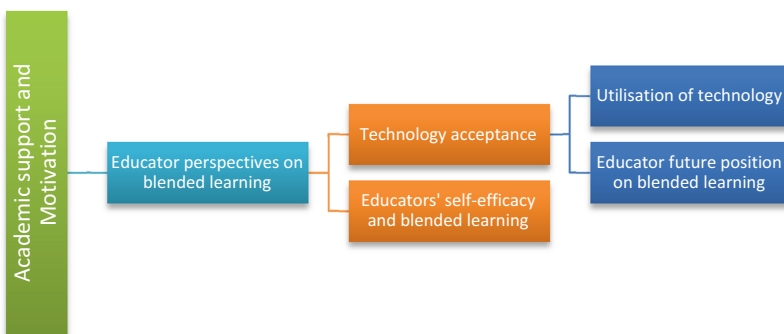 Academic support and
Motivation
Educator perspectives on
blended learning
Technology acceptance
Educators' self-efficacy
and blended learning
Utilisation of technology
Educator future position
on blended learning